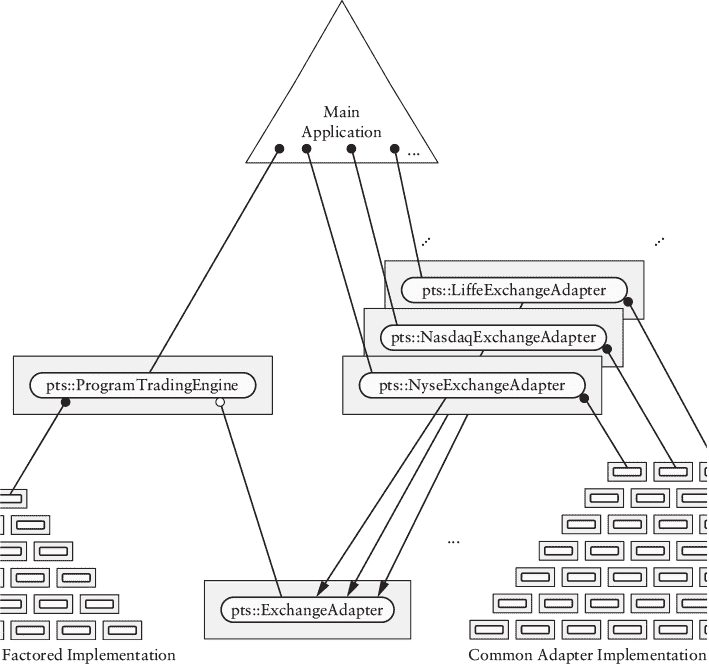 Main
Application
...
pts::LiffeExchangeAdapter
pts::NasdaqExchangeAdapter
pts::ProgramTradingEngine
pts::NyseExchangeAdapter
...
pts::ExchangeAdapter
Factored Implementation
Common Adapter Implementation